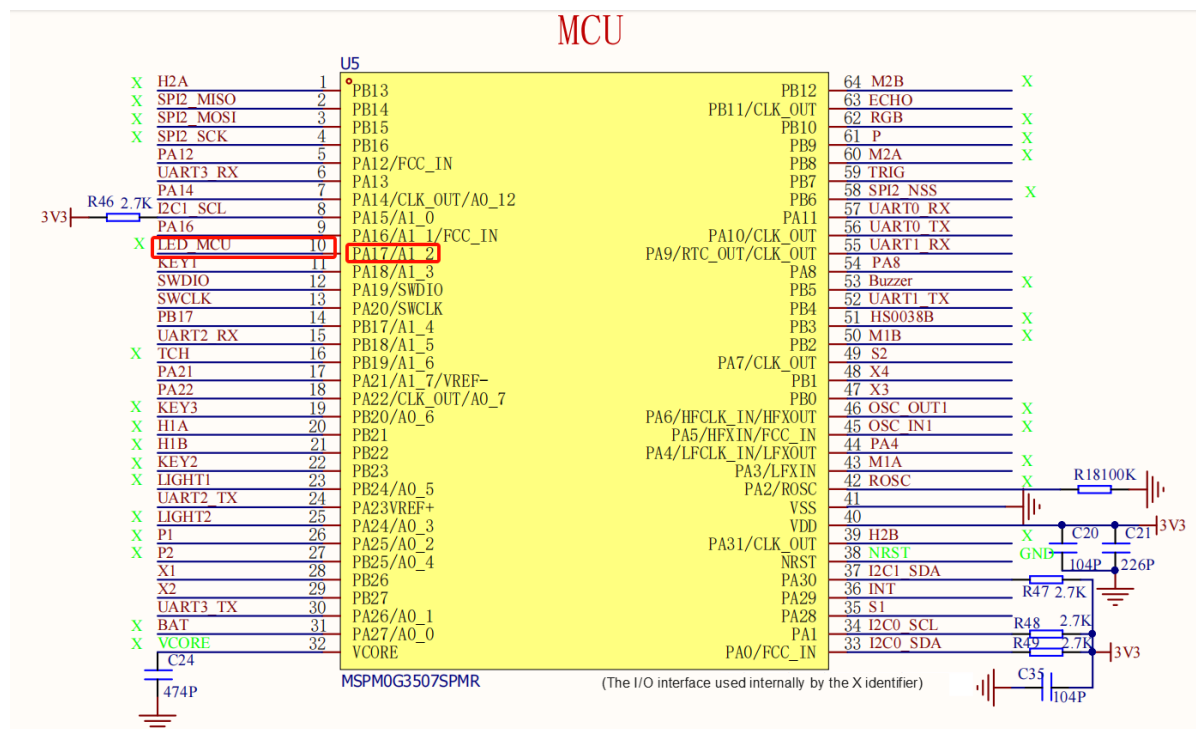 MCU
U5
X H2A 1 PB13
X SPI2_MISO 2 PB14
X SPI2_MOSI 3 PB15
X SPI2_SCK 4 PB16
PA12 5 PA12/FCC_IN
UART3_RX 6 PA13
PA14 7 PA14/CLK_OUT/A0_12
3V3 R46 2.7K I2C1_SCL 8 PA15/A1_0
PA16 9 PA16/A1_1/FCC_IN
X LED_MCU 10 PA17/A1_2
KEY1 11 PA18/A1_3
SWDIO 12 PA19/SWDIO
SWCLK 13 PA20/SWCLK
PB17 14 PB17/A1_4
UART2_RX 15 PB18/A1_5
X TCH 16 PB19/A1_6
PA21 17 PA21/A1_7/VREF-
PA22 18 PA22/CLK_OUT/A0_7
X KEY3 19 PB20/A0_6
X H1A 20 PB21
X H1B 21 PB22
X KEY2 22 PB23
X LIGHT1 23 PB24/A0_5
UART2_TX 24 PA23VREF+
X LIGHT2 25 PA24/A0_3
X P1 26 PA25/A0_2
X P2 27 PB25/A0_4
X1 28 PB26
X2 29 PB27
UART3_TX 30 PA26/A0_1
X BAT 31 PA27/A0_0
X VCORE 32 VCORE
C24
474P
PB12 64 M2B X
PB11/CLK_OUT 63 ECHO
PB10 62 RGB X
PB9 61 P X
PB8 60 M2A X
PB7 59 TRIG
PB6 58 SPI2_NSS X
PA11 57 UART0_RX
PA10/CLK_OUT 56 UART0_TX
PA9/RTC_OUT/CLK_OUT 55 UART1_RX
PA8 54 PA8
PB5 53 Buzzer X
PB4 52 UART1_TX
PB3 51 HS0038B X
PB2 50 M1B X
PA7/CLK_OUT 49 S2
PB1 48 X4
PB0 47 X3
PA6/HFCLK_IN/HFXOUT 46 OSC_OUT1 X
PA5/HFXIN/FCC_IN 45 OSC_IN1 X
PA4/LFCLK_IN/LFXOUT 44 PA4
PA3/LFXIN 43 M1A X
PA2/ROSC 42 ROSC X R18100K
VSS 41
VDD 40 3V3
PA31/CLK_OUT 39 H2B X C20 C21
NRST 38 NRST GND 104P 226P
PA30 37 I2C1_SDA
PA29 36 INT R47 2.7K
PA28 35 S1
PA1 34 I2C0_SCL R48 2.7K
PA0/FCC_IN 33 I2C0_SDA R49 2.7K 3V3
C35
104P
MSPM0G3507SPMR
(The I/O interface used internally by the X identifier)